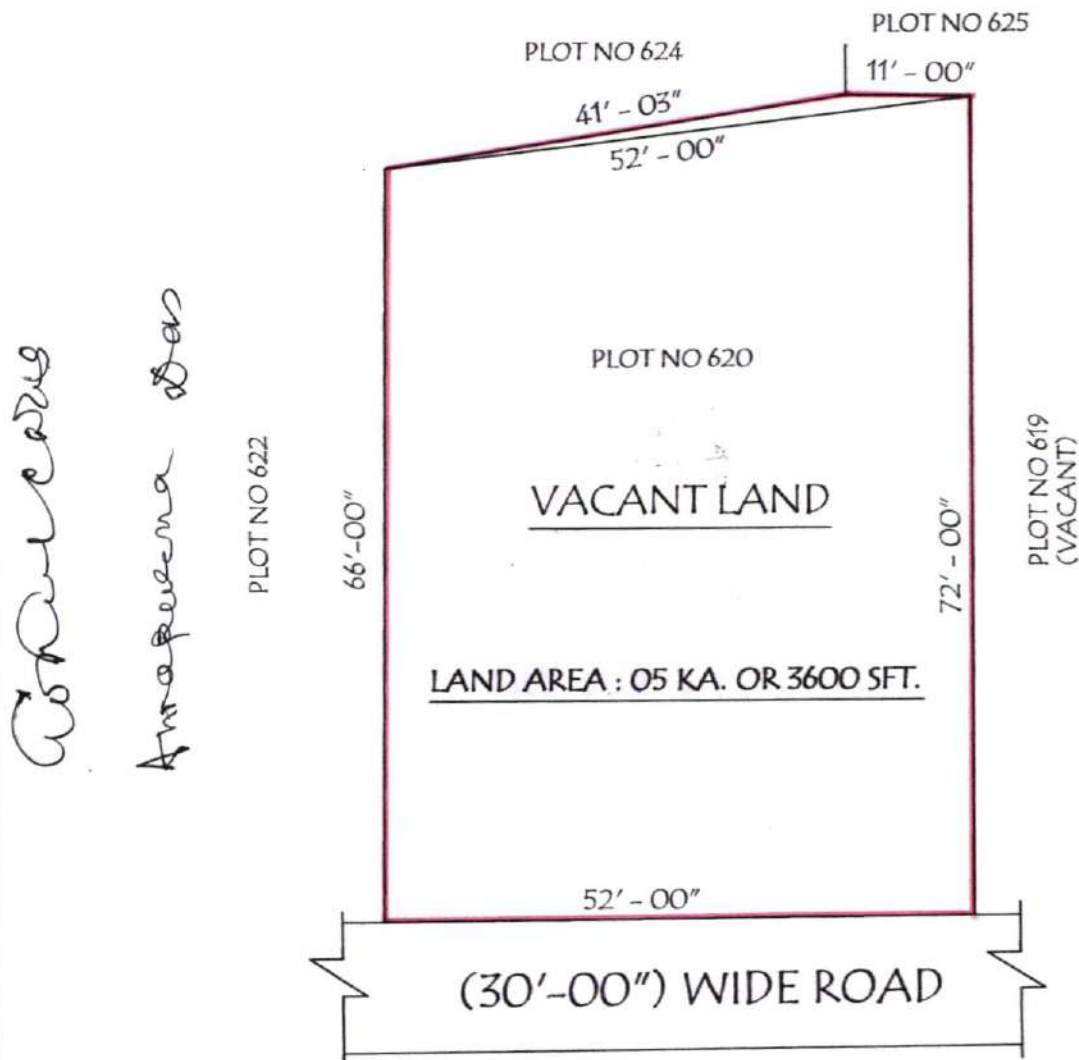 PLOT NO 625
PLOT NO 624
11' - 00"
41' - 03"
52' - 00"
PLOT NO 620
PLOT NO 622
66'-00"
VACANT LAND
72' - 00"
PLOT NO 619
(VACANT)
LAND AREA : 05 KA. OR 3600 SFT.
52' - 00"
(30'-00") WIDE ROAD